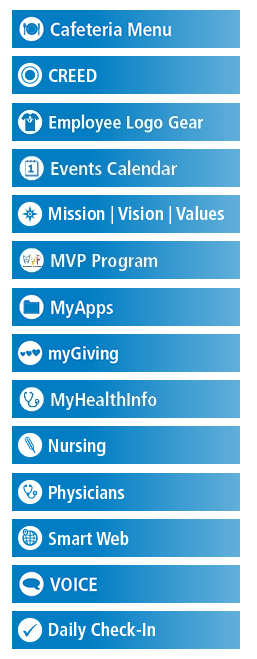 Cafeteria Menu
CREED
Employee Logo Gear
Events Calendar
Mission | Vision | Values
MVP Program
MyApps
myGiving
MyHealthInfo
Nursing
Physicians
Smart Web
VOICE
Daily Check-In